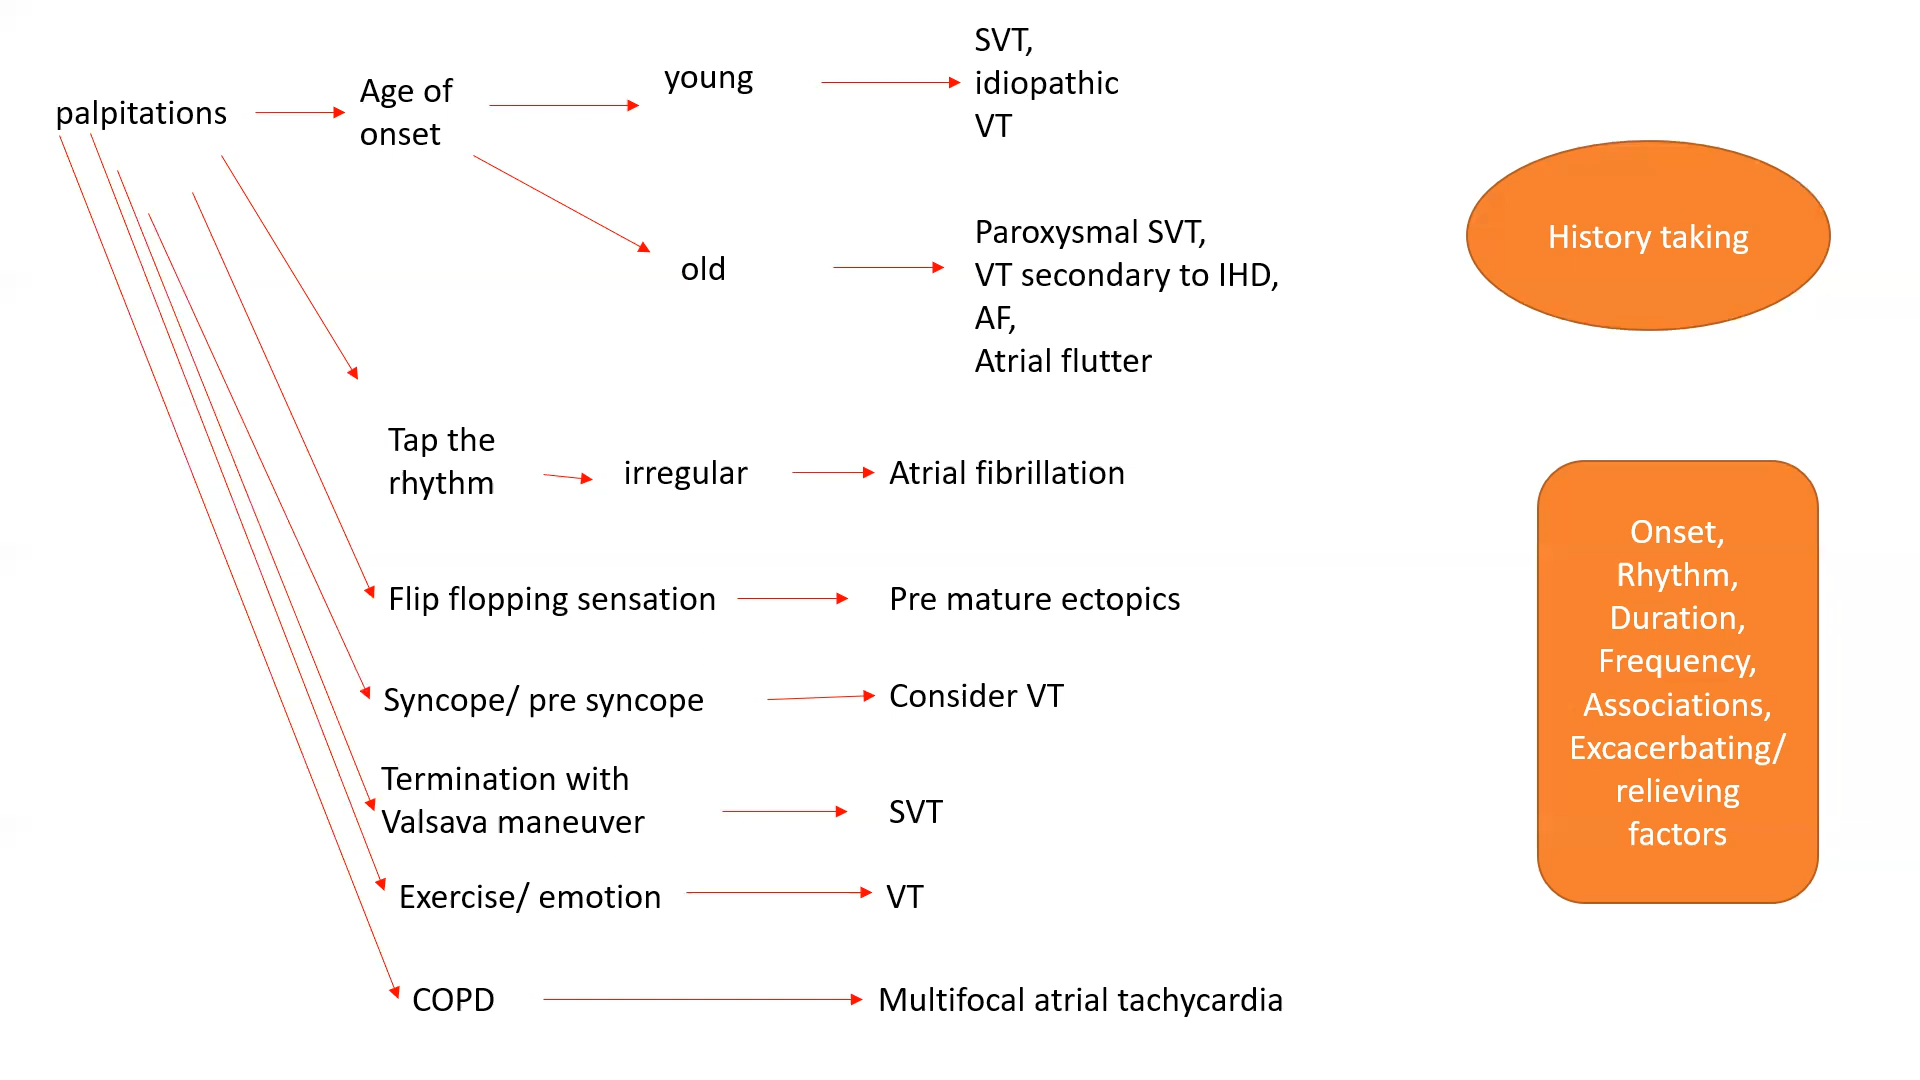 palpitations
Age of
onset
young
SVT,
idiopathic
VT
old
Paroxysmal SVT,
VT secondary to IHD,
AF,
Atrial flutter
History taking
Tap the
rhythm
irregular
Atrial fibrillation
Flip flopping sensation
Pre mature ectopics
Syncope/ pre syncope
Consider VT
Termination with
Valsava maneuver
SVT
Exercise/ emotion
VT
COPD
Multifocal atrial tachycardia
Onset,
Rhythm,
Duration,
Frequency,
Associations,
Excacerbating/
relieving
factors